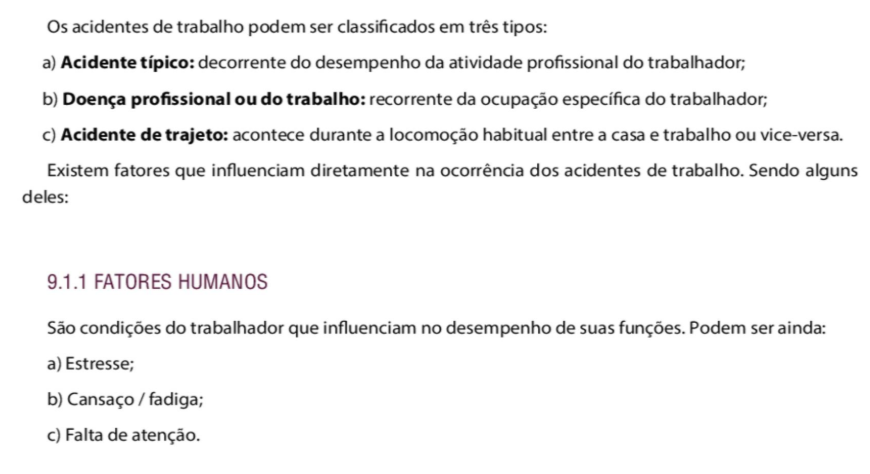 Os acidentes de trabalho podem ser classificados em três tipos:
a) Acidente típico: decorrente do desempenho da atividade profissional do trabalhador;
b) Doença profissional ou do trabalho: recorrente da ocupação específica do trabalhador;
c) Acidente de trajeto: acontece durante a locomoção habitual entre a casa e trabalho ou vice-versa.
Existem fatores que influenciam diretamente na ocorrência dos acidentes de trabalho. Sendo alguns
deles:
9.1.1 FATORES HUMANOS
São condições do trabalhador que influenciam no desempenho de suas funções. Podem ser ainda:
a) Estresse;
b) Cansaço / fadiga;
c) Falta de atenção.